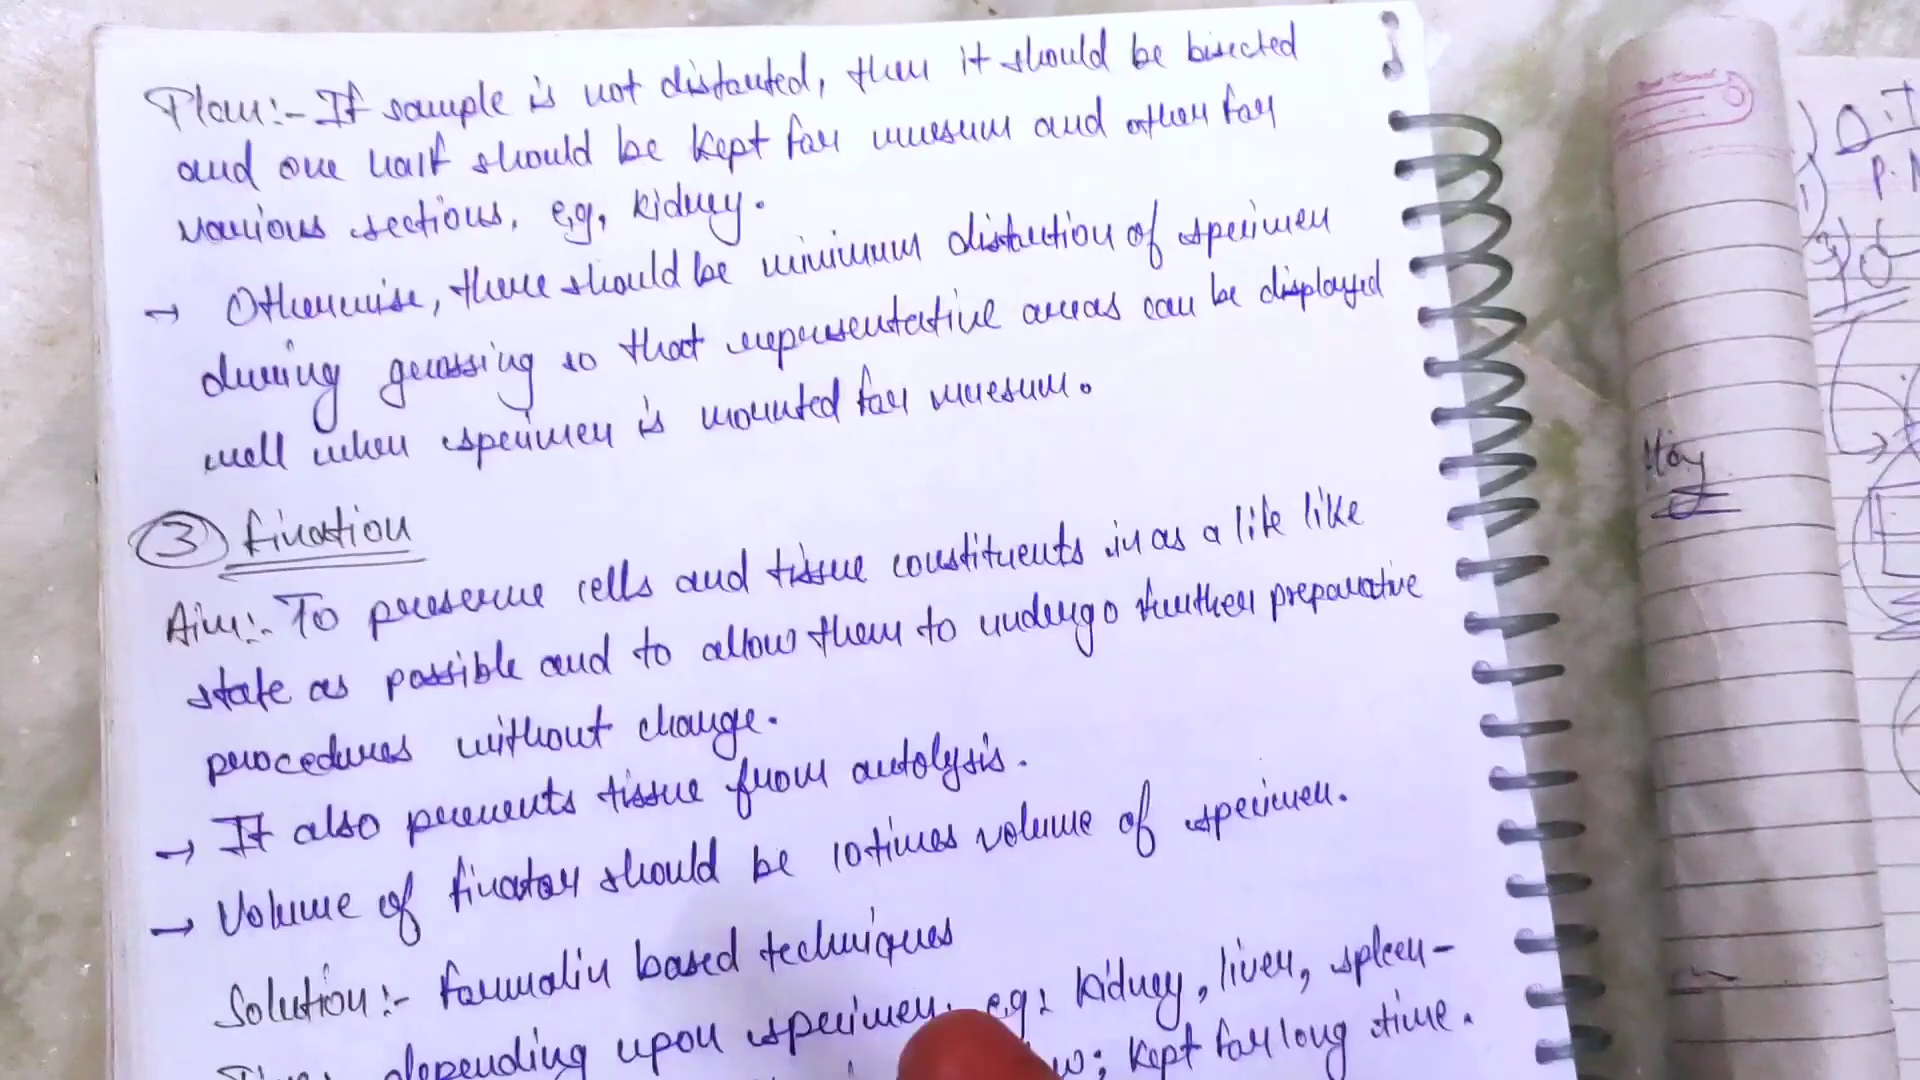 Plan:- If sample is not distorted, then it should be bisected
and one half should be kept for museum and other for
various sections, e.g, kidney.
→ Otherwise, there should be minimum distortion of specimen
during grossing so that representative areas can be displayed
well when specimen is mounted for museum.
3 Fixation
Aim:- To preserve cells and tissue constituents in as a life like
state as possible and to allow them to undergo further preparative
procedures without change.
→ It also prevents tissue from autolysis.
→ Volume of fixator should be 10 times volume of specimen.
Solution:- formalin based techniques
depending upon specimen. eg: kidney, liver, spleen-
; kept for long time.
May